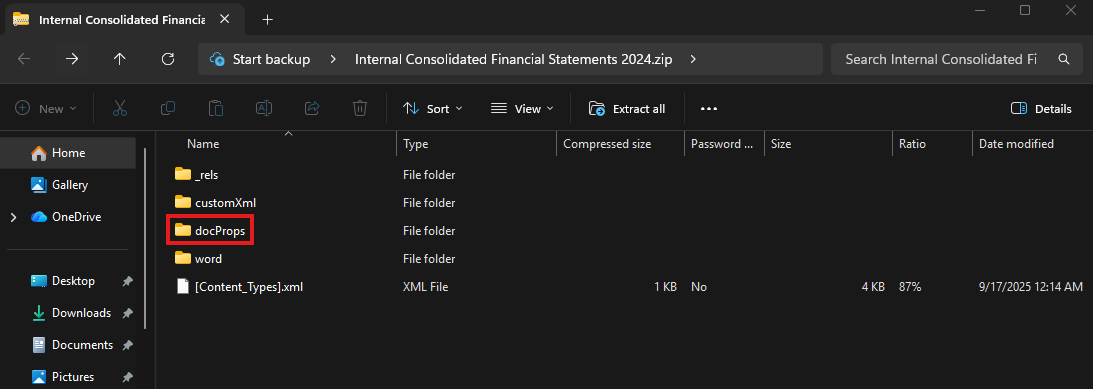 Internal Consolidated Financia
Start backup > Internal Consolidated Financial Statements 2024.zip >
Search Internal Consolidated Fi
New
Sort
View
Extract all
Details
Name Type Compressed size Password ... Size Ratio Date modified
Home
Gallery
OneDrive
Desktop
Downloads
Documents
Pictures
_rels File folder
customXml File folder
docProps File folder
word File folder
[Content_Types].xml XML File 1 KB No 4 KB 87% 9/17/2025 12:14 AM